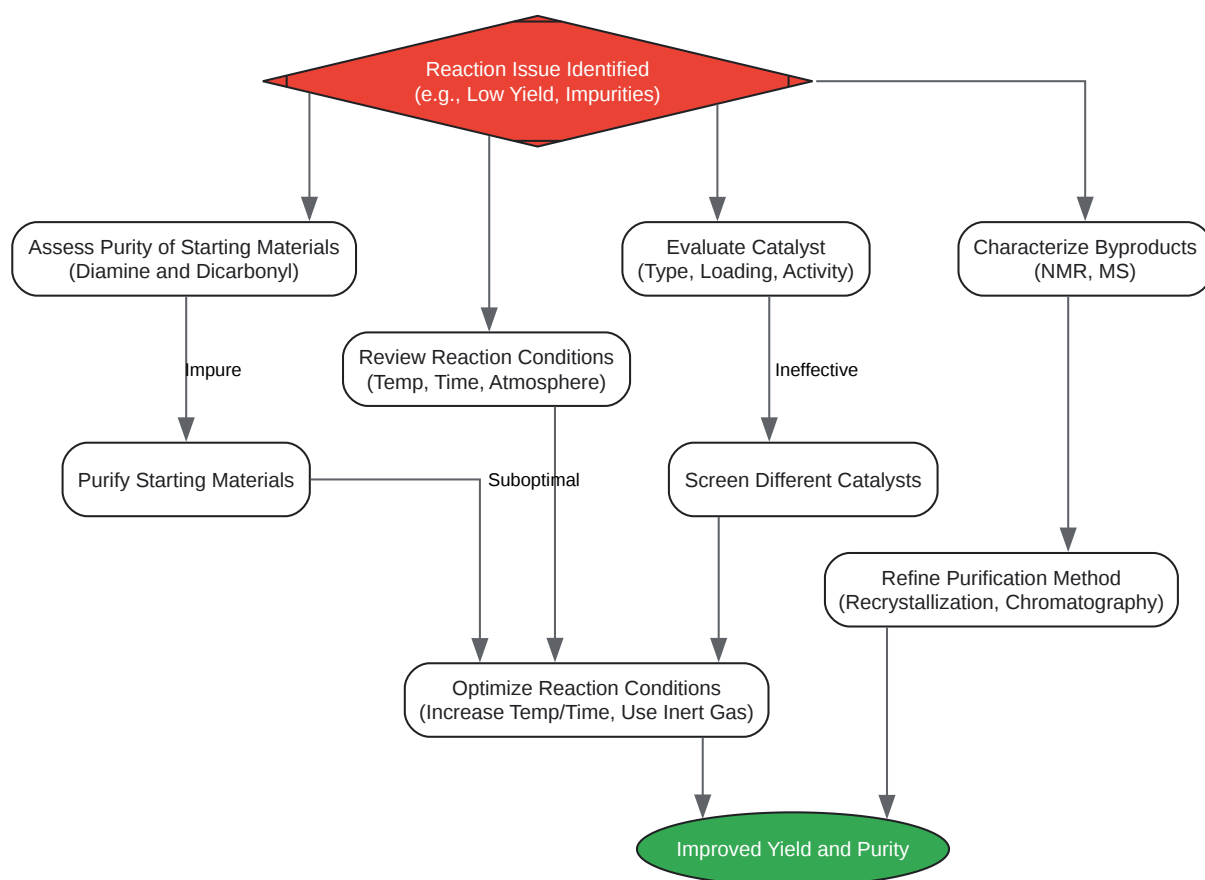 Reaction Issue Identified
(e.g., Low Yield, Impurities)
Assess Purity of Starting Materials
(Diamine and Dicarbonyl)
Evaluate Catalyst
(Type, Loading, Activity)
Characterize Byproducts
(NMR, MS)
Impure
Review Reaction Conditions
(Temp, Time, Atmosphere)
Ineffective
Purify Starting Materials
Suboptimal
Screen Different Catalysts
Refine Purification Method
(Recrystallization, Chromatography)
Optimize Reaction Conditions
(Increase Temp/Time, Use Inert Gas)
Improved Yield and Purity